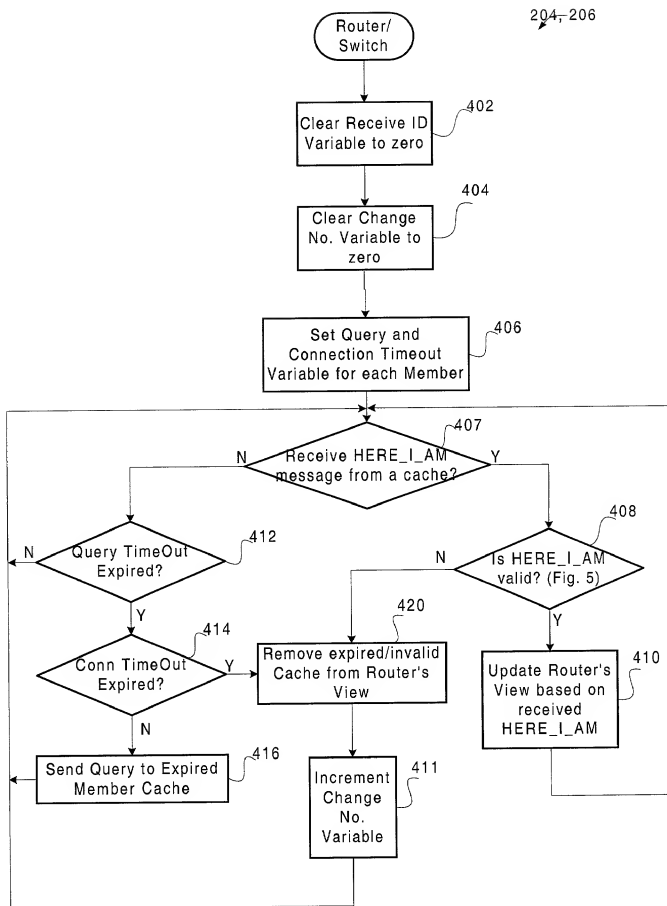 204, 206
Router/
Switch
402
Clear Receive ID
Variable to zero
404
Clear Change
No. Variable to
zero
406
Set Query and
Connection Timeout
Variable for each Member
407
N
Receive HERE_I_AM
message from a cache?
Y
408
N
Query TimeOut
Expired?
412
N
Is HERE_I_AM
valid? (Fig. 5)
Y
Y
414
420
Conn TimeOut
Expired?
Y
Remove expired/invalid
Cache from Router's
View
Update Router's
View based on
received
HERE_I_AM
410
N
416
Send Query to Expired
Member Cache
411
Increment
Change
No.
Variable